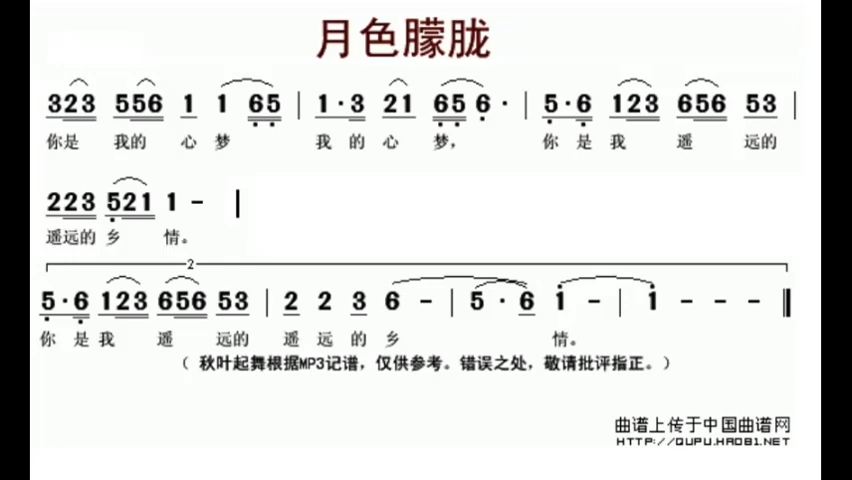 月色朦胧
323 556 1 1 65 | 1·3 21 65 6· | 5·6 123 656 53 |
你是 我的 心 梦 我 的 心 梦， 你 是 我 遥 远的
223 521 1 - |
遥远的 乡 情。
2
5·6 123 656 53 | 2 2 3 6 - | 5·6 1 - | 1 - - - ‖
你 是 我 遥 远的 遥 远 的 乡 情。
（ 秋叶起舞根据MP3记谱，仅供参考。错误之处，敬请批评指正。）
曲谱上传于中国曲谱网
HTTP://QUPU.HAO81.NET